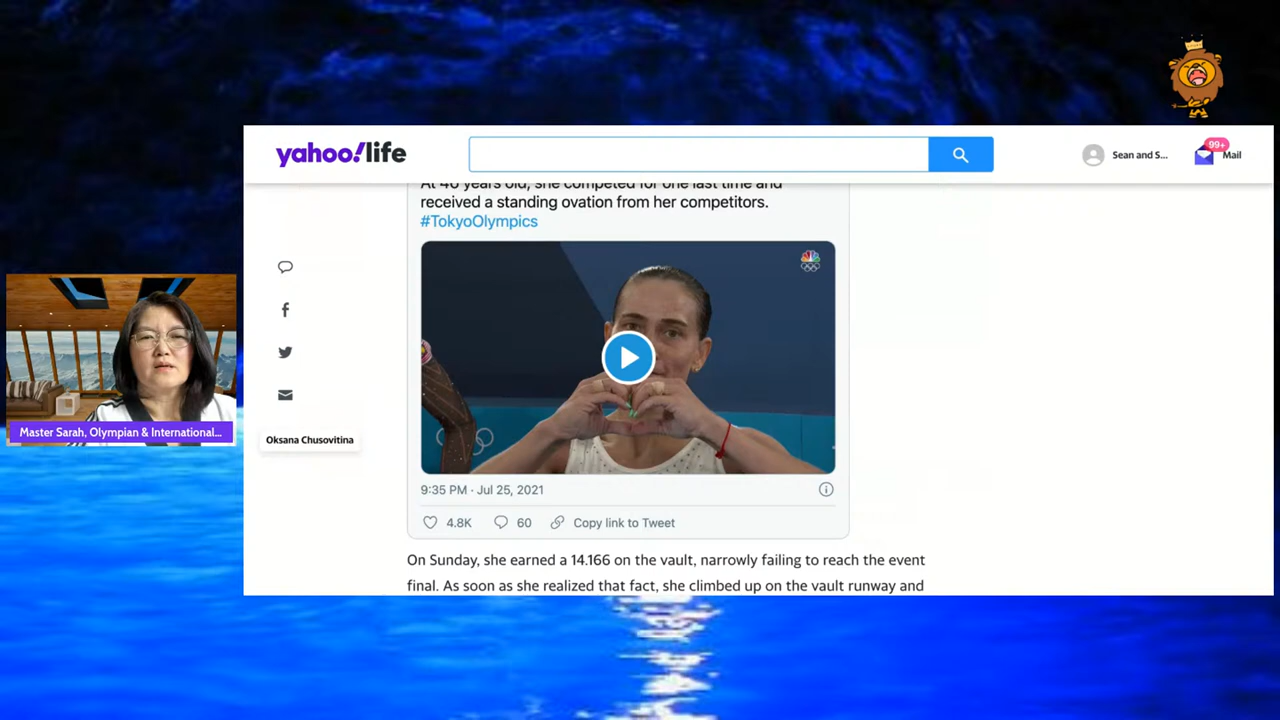 yahoo!life
Sean and S...
99+
Mail
At 46 years old, she competed for one last time and
received a standing ovation from her competitors.
#TokyoOlympics
9:35 PM · Jul 25, 2021
4.8K
60
Copy link to Tweet
Oksana Chusovitina
Master Sarah, Olympian & International...
On Sunday, she earned a 14.166 on the vault, narrowly failing to reach the event
final. As soon as she realized that fact, she climbed up on the vault runway and